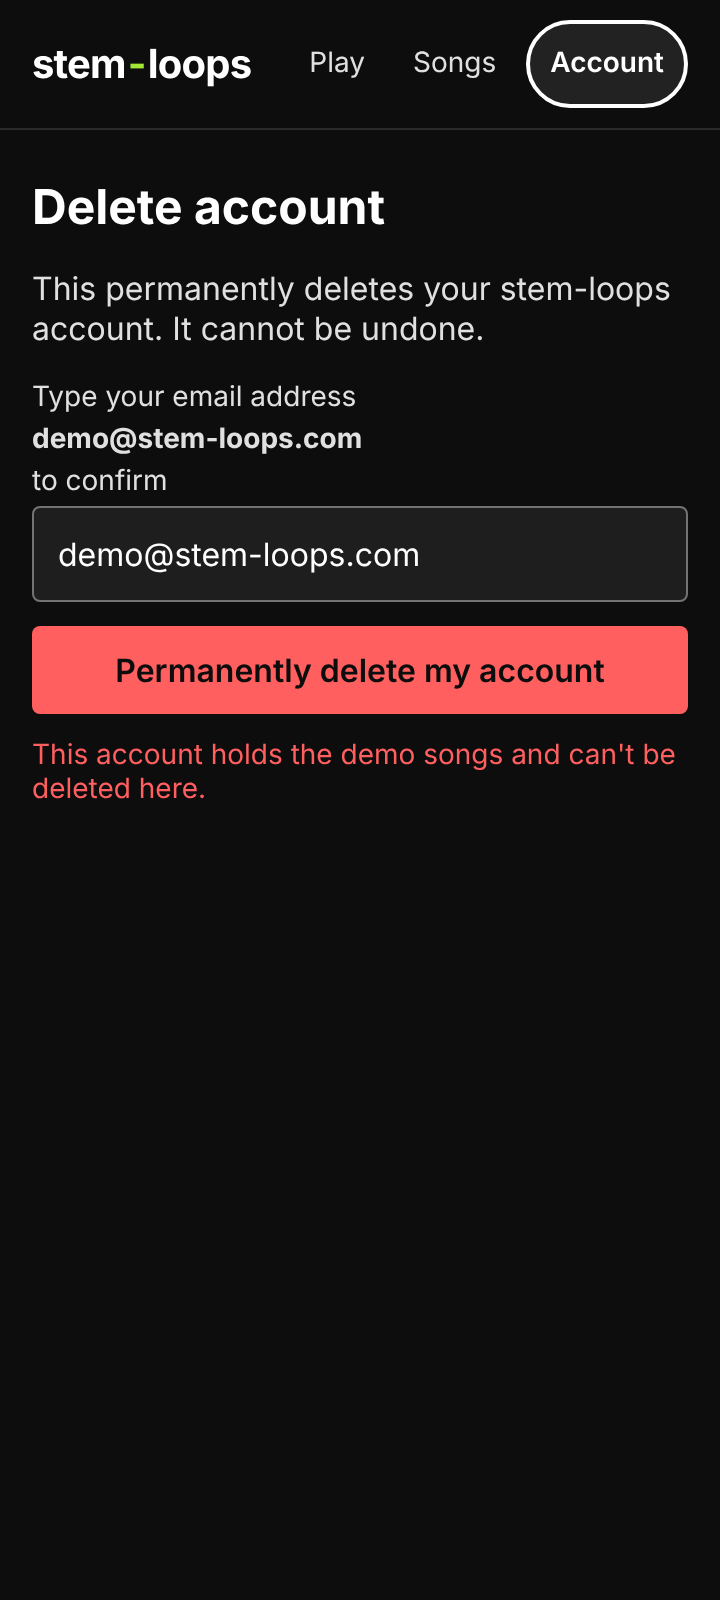 stem-loops
Play
Songs
Account
Delete account
This permanently deletes your stem-loops
account. It cannot be undone.
Type your email address
demo@stem-loops.com
to confirm
demo@stem-loops.com
Permanently delete my account
This account holds the demo songs and can't be
deleted here.